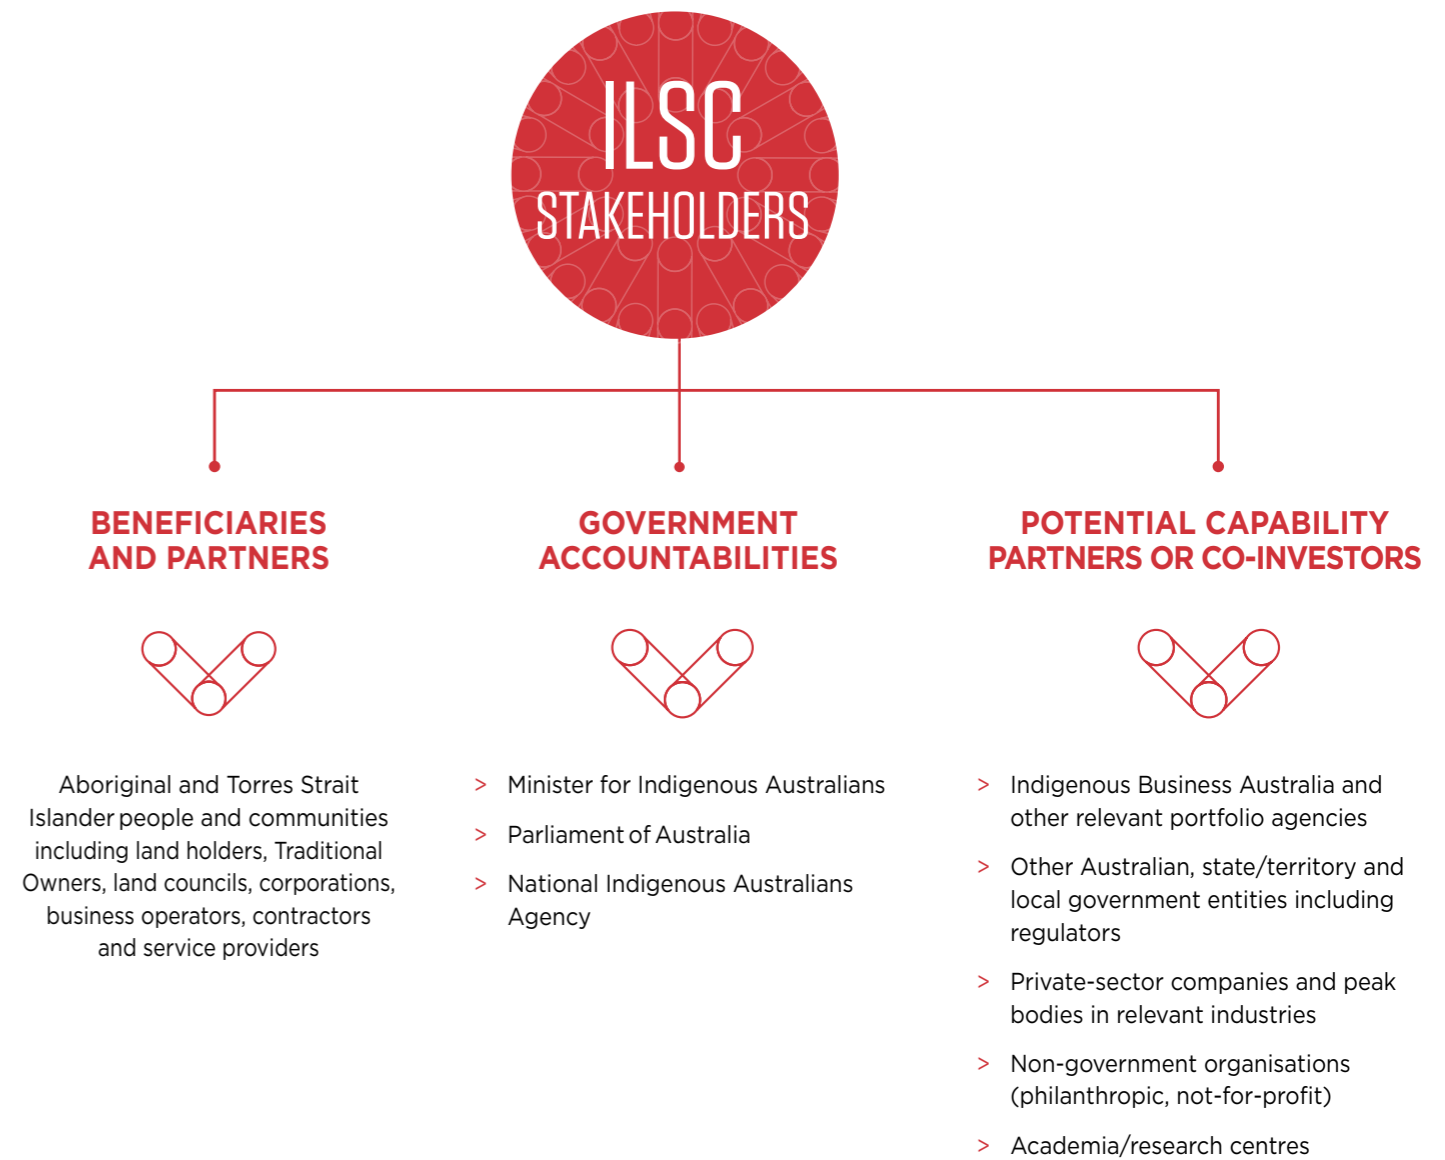 ILSC
STAKEHOLDERS
BENEFICIARIES
AND PARTNERS
Aboriginal and Torres Strait
Islander people and communities
including land holders, Traditional
Owners, land councils, corporations,
business operators, contractors
and service providers
GOVERNMENT
ACCOUNTABILITIES
> Minister for Indigenous Australians
> Parliament of Australia
> National Indigenous Australians
Agency
POTENTIAL CAPABILITY
PARTNERS OR CO-INVESTORS
> Indigenous Business Australia and
other relevant portfolio agencies
> Other Australian, state/territory and
local government entities including
regulators
> Private-sector companies and peak
bodies in relevant industries
> Non-government organisations
(philanthropic, not-for-profit)
> Academia/research centres